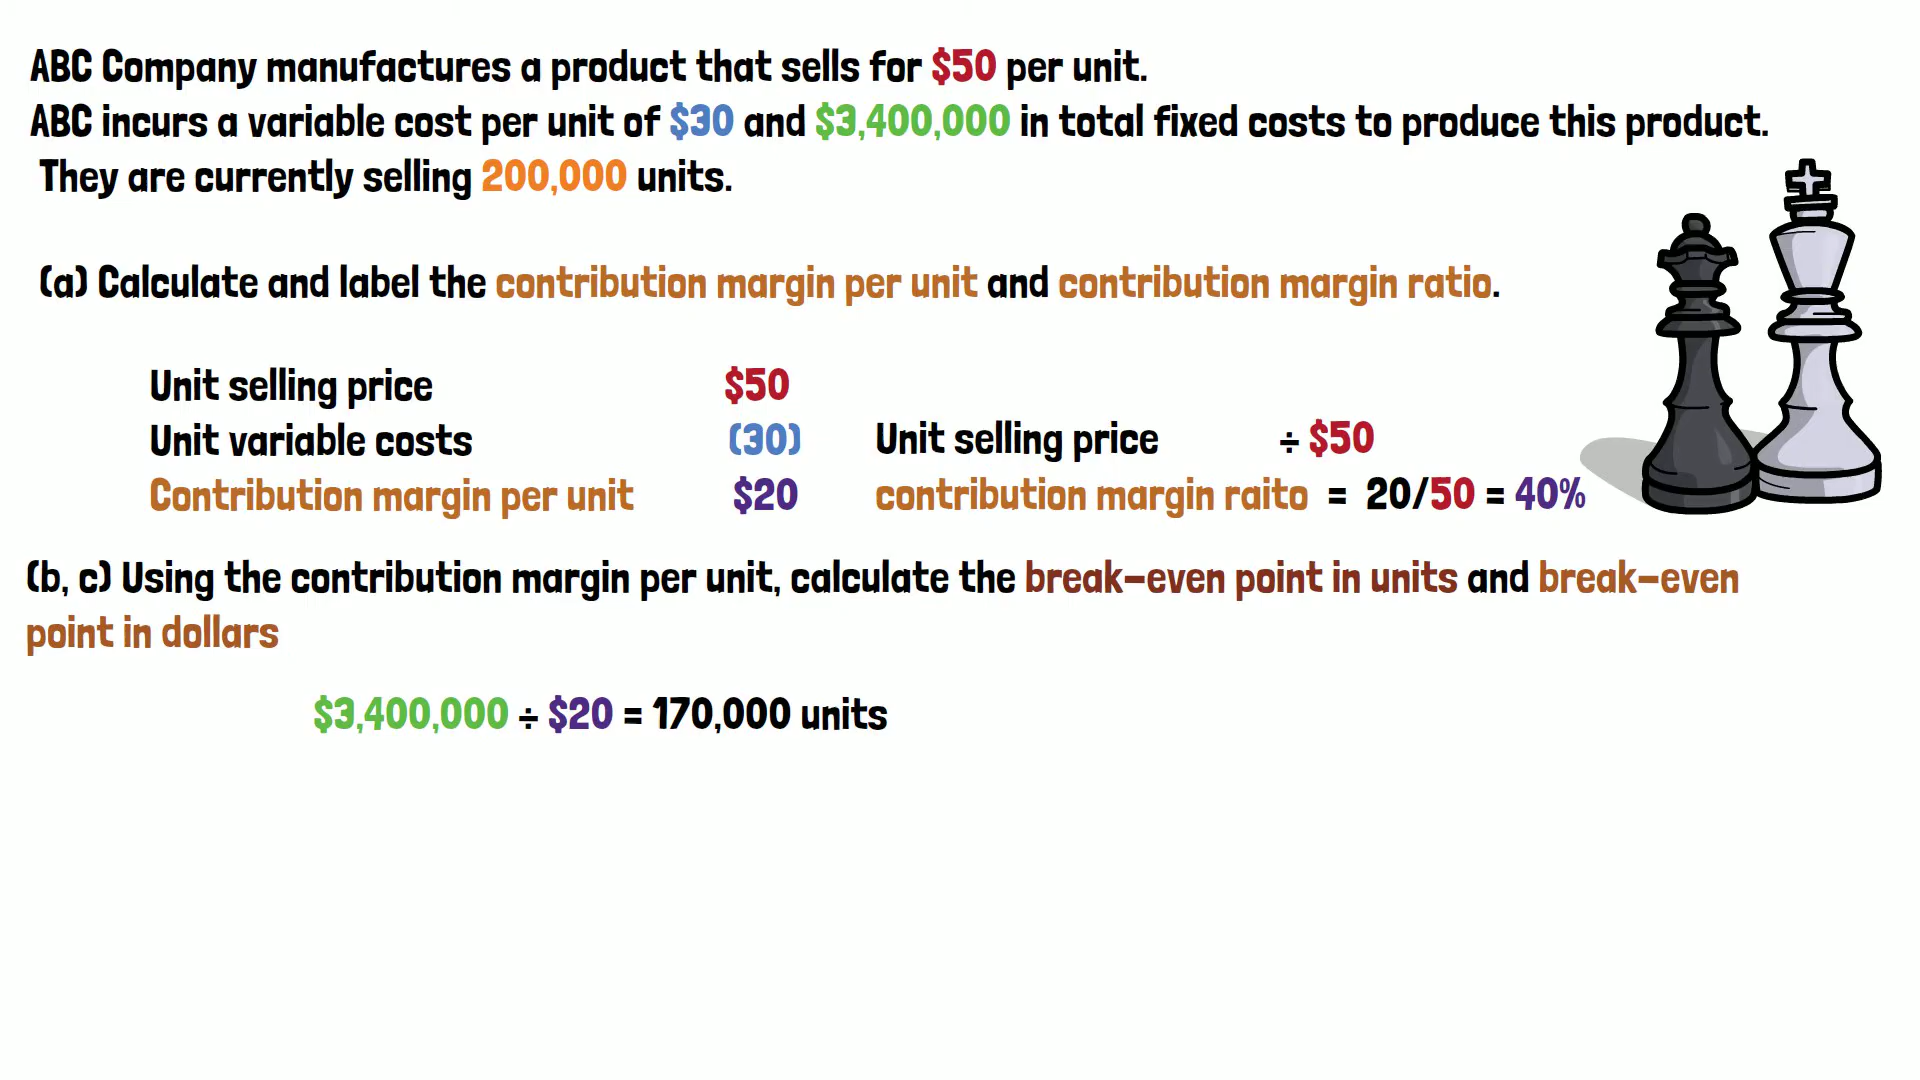 ABC Company manufactures a product that sells for $50 per unit.
ABC incurs a variable cost per unit of $30 and $3,400,000 in total fixed costs to produce this product.
They are currently selling 200,000 units.
(a) Calculate and label the contribution margin per unit and contribution margin ratio.
Unit selling price $50
Unit variable costs (30) Unit selling price ÷ $50
Contribution margin per unit $20 contribution margin raito = 20/50 = 40%
(b, c) Using the contribution margin per unit, calculate the break-even point in units and break-even
point in dollars
$3,400,000 ÷ $20 = 170,000 units